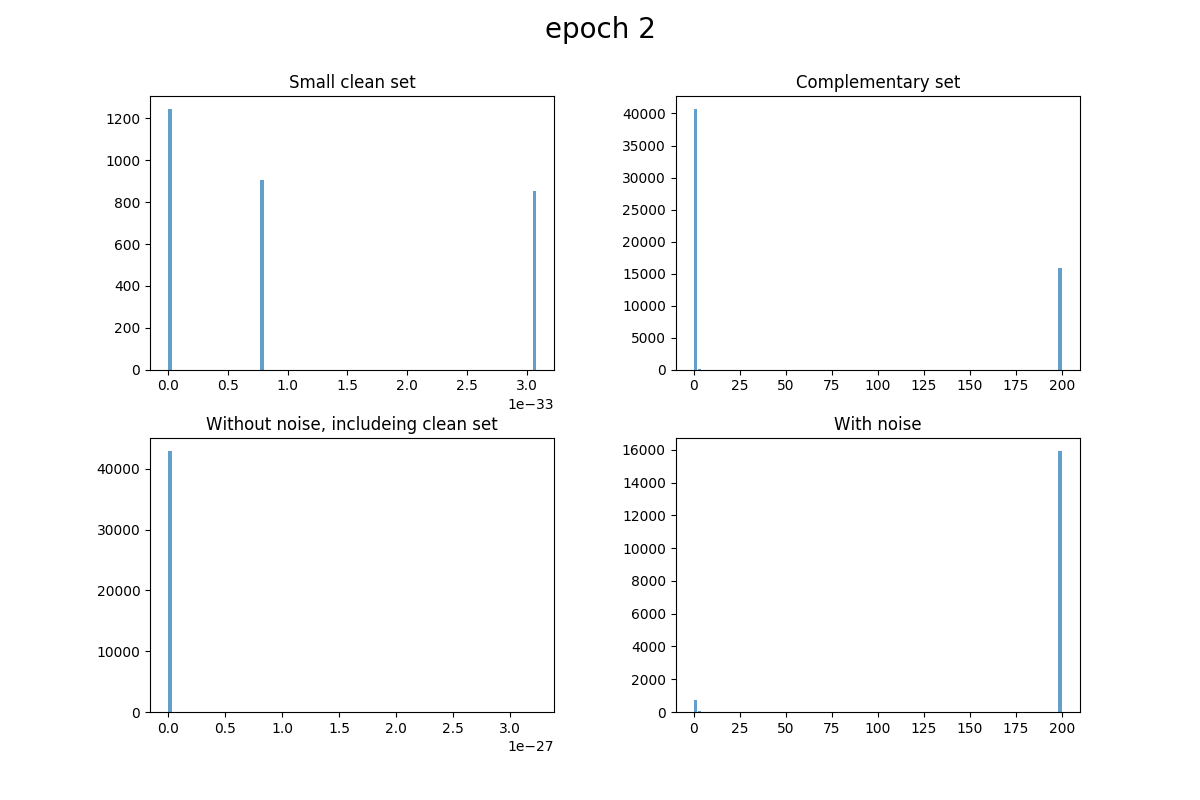 epoch 2
Small clean set
1200
1000
800
600
400
200
0
0.0 0.5 1.0 1.5 2.0 2.5 3.0
1e−33
Complementary set
40000
35000
30000
25000
20000
15000
10000
5000
0
0 25 50 75 100 125 150 175 200
Without noise, includeing clean set
40000
30000
20000
10000
0
0.0 0.5 1.0 1.5 2.0 2.5 3.0
1e−27
With noise
16000
14000
12000
10000
8000
6000
4000
2000
0
0 25 50 75 100 125 150 175 200